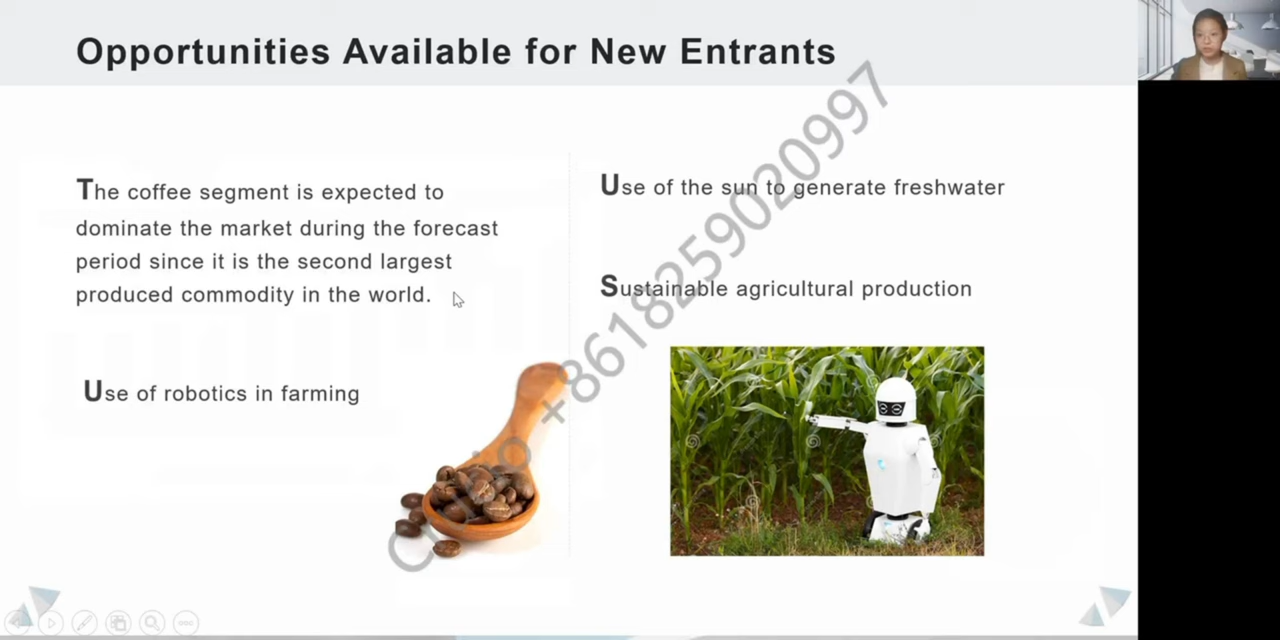 Opportunities Available for New Entrants
The coffee segment is expected to
dominate the market during the forecast
period since it is the second largest
produced commodity in the world.
Use of robotics in farming
Use of the sun to generate freshwater
Sustainable agricultural production
+8618259020997